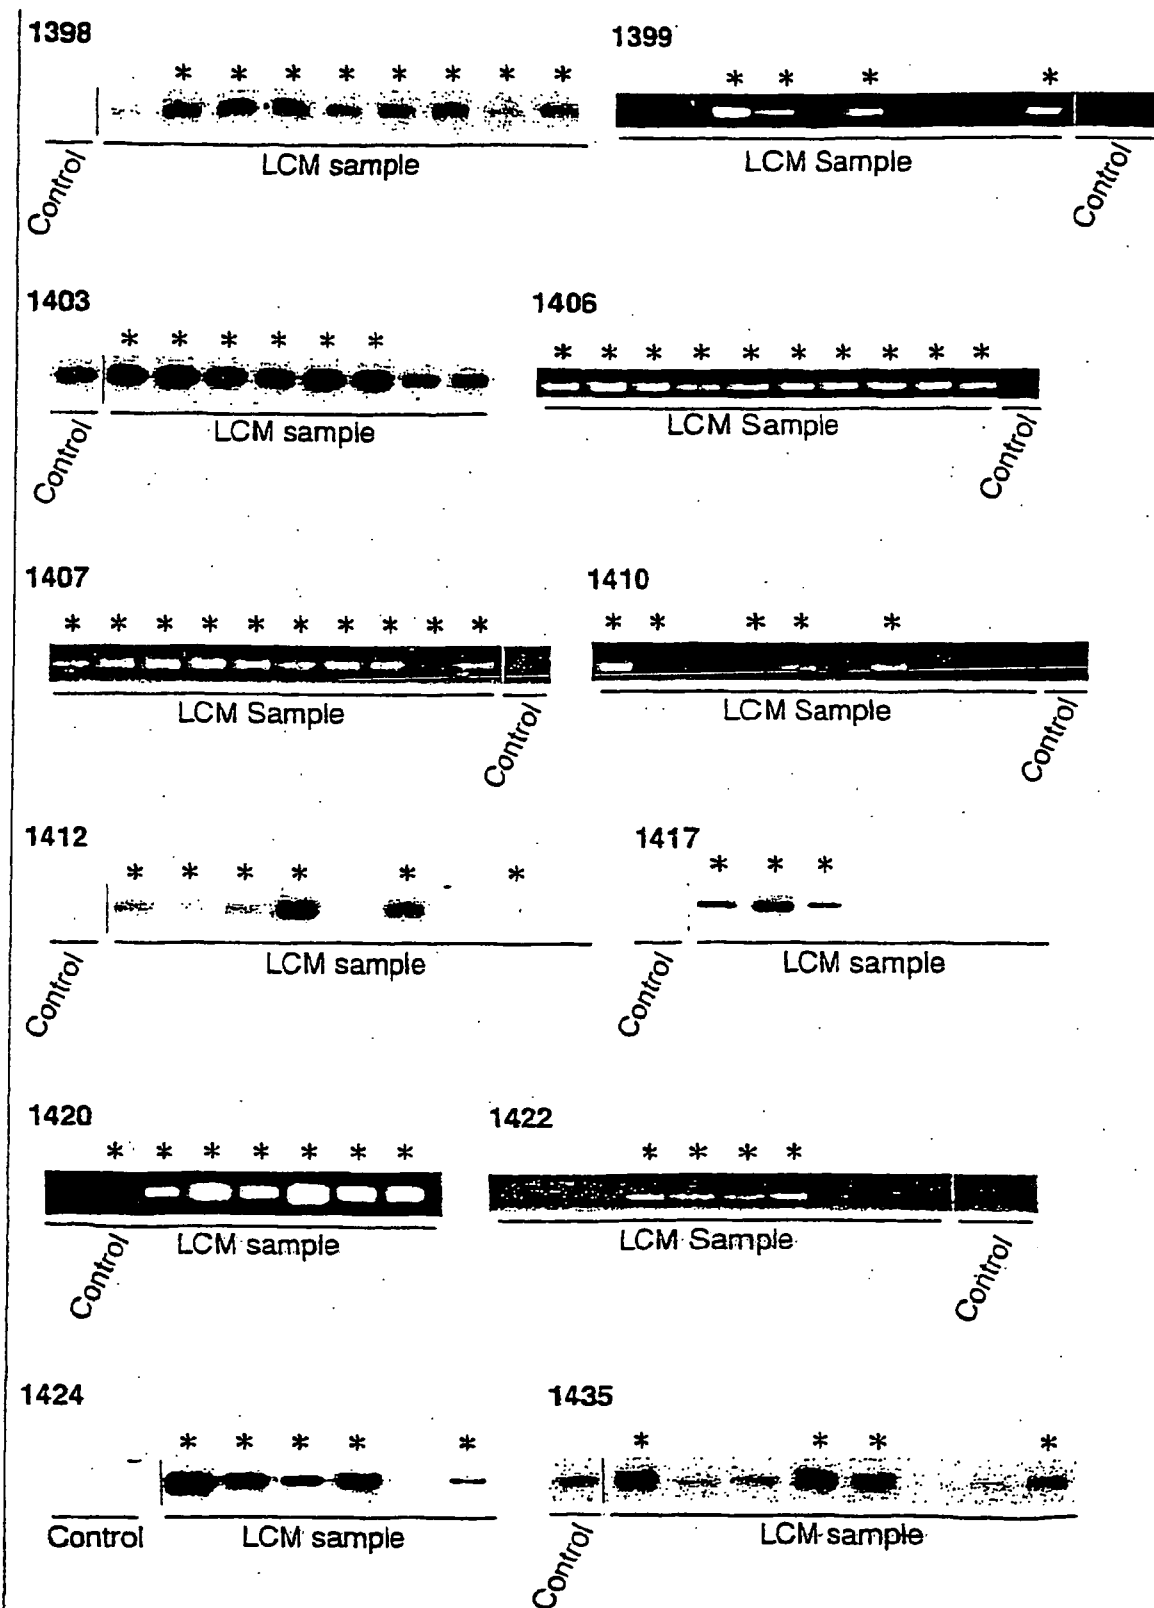 1398
* * * * * * * *
Control
LCM sample
1399
* * * *
LCM Sample
Control
1403
* * * * * *
Control
LCM sample
1406
* * * * * * * * * *
LCM Sample
Control
1407
* * * * * * * * * *
LCM Sample
Control
1410
* * * * *
LCM Sample
Control
1412
* * * * * *
Control
LCM sample
1417
* * *
Control
LCM sample
1420
* * * * * * *
Control
LCM sample
1422
* * * *
LCM Sample
Control
1424
* * * * *
Control
LCM sample
1435
* * * *
Control
LCM sample